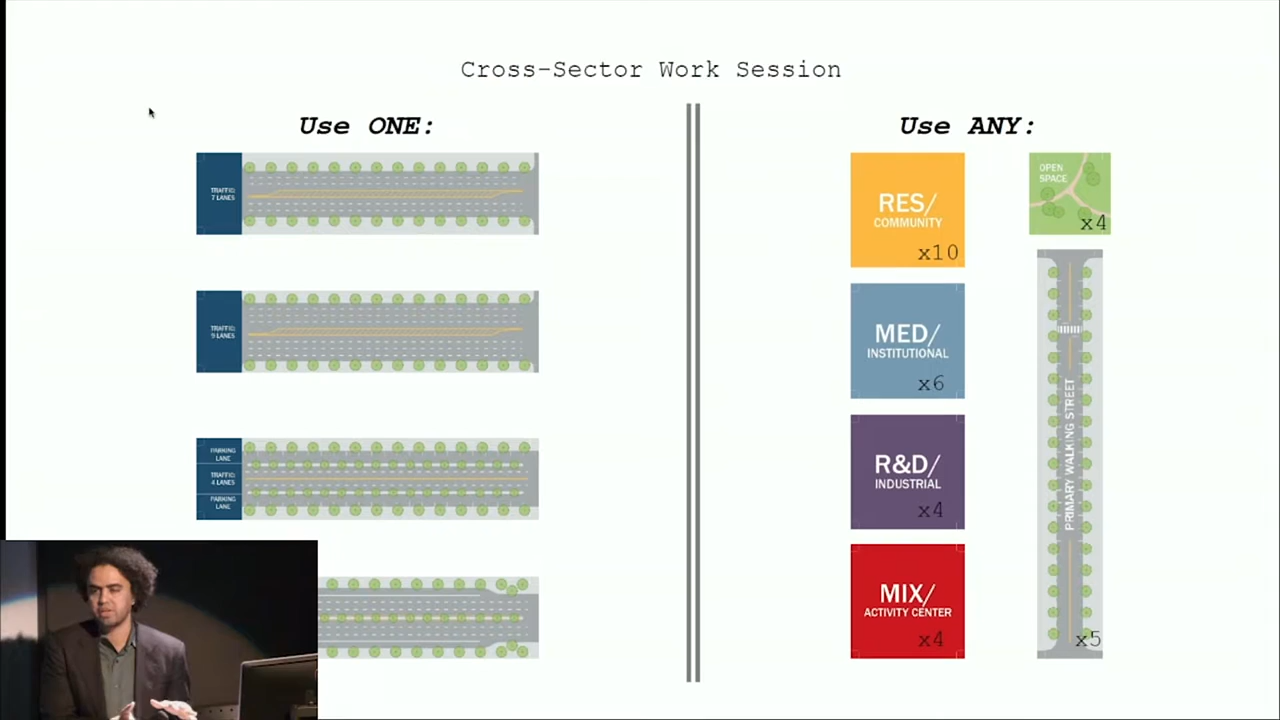 Cross-Sector Work Session
Use ONE:
TRAFFIC:
7 LANES
TRAFFIC:
9 LANES
PARKING
LANE
TRAFFIC:
4 LANES
PARKING
LANE
Use ANY:
RES/
COMMUNITY
x10
MED/
INSTITUTIONAL
x6
R&D/
INDUSTRIAL
x4
MIX/
ACTIVITY CENTER
x4
OPEN
SPACE
x4
PRIMARY WALKING STREET
x5